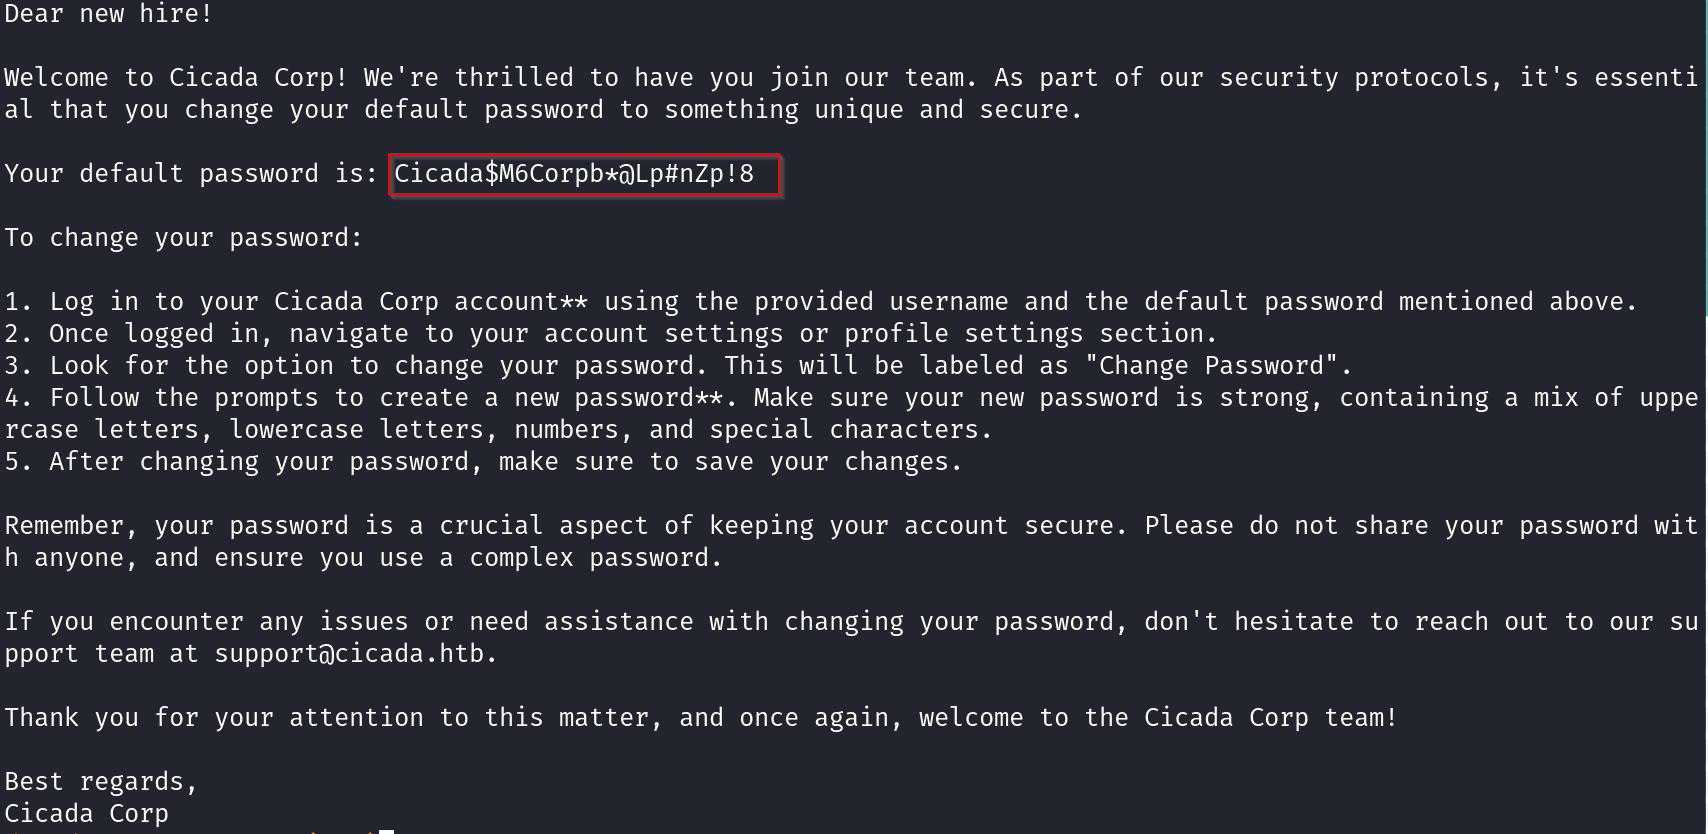 Dear new hire!
Welcome to Cicada Corp! We're thrilled to have you join our team. As part of our security protocols, it's essenti
al that you change your default password to something unique and secure.
Your default password is: Cicada$M6Corpb*@Lp#nZp!8
To change your password:
1. Log in to your Cicada Corp account** using the provided username and the default password mentioned above.
2. Once logged in, navigate to your account settings or profile settings section.
3. Look for the option to change your password. This will be labeled as "Change Password".
4. Follow the prompts to create a new password**. Make sure your new password is strong, containing a mix of uppe
rcase letters, lowercase letters, numbers, and special characters.
5. After changing your password, make sure to save your changes.
Remember, your password is a crucial aspect of keeping your account secure. Please do not share your password wit
h anyone, and ensure you use a complex password.
If you encounter any issues or need assistance with changing your password, don't hesitate to reach out to our su
pport team at support@cicada.htb.
Thank you for your attention to this matter, and once again, welcome to the Cicada Corp team!
Best regards,
Cicada Corp